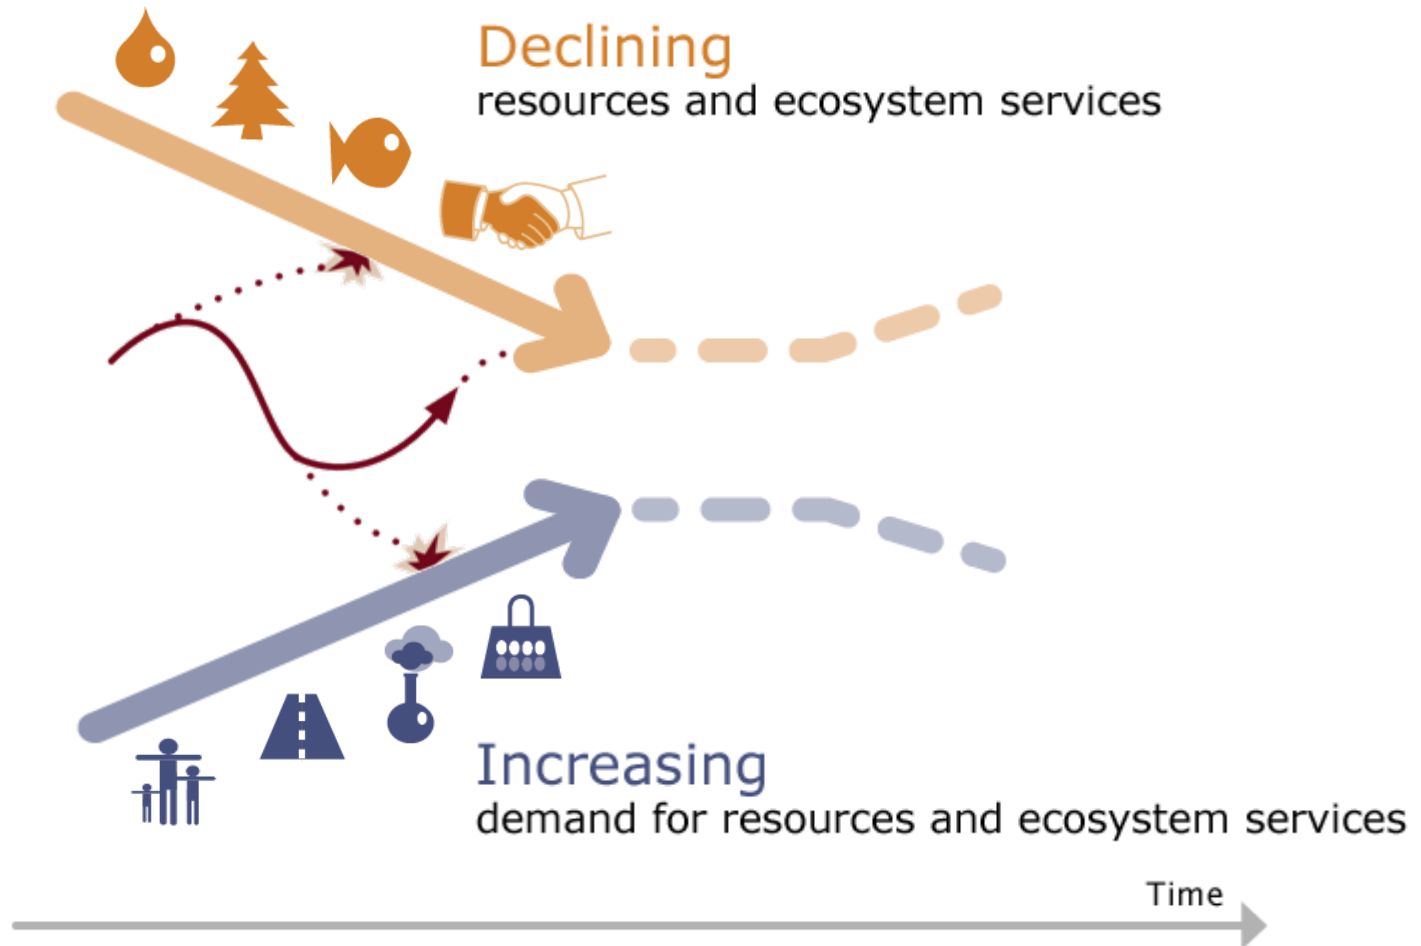 Declining
resources and ecosystem services
Increasing
demand for resources and ecosystem services
Time